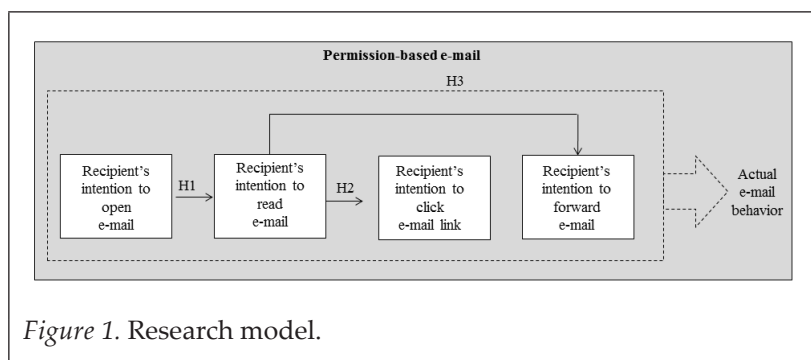 Permission-based e-mail
H3
Recipient's
intention to
open
e-mail
H1
Recipient's
intention to
read
e-mail
H2
Recipient's
intention to
click
e-mail link
Recipient's
intention to
forward
e-mail
Actual
e-mail
behavior
Figure 1. Research model.